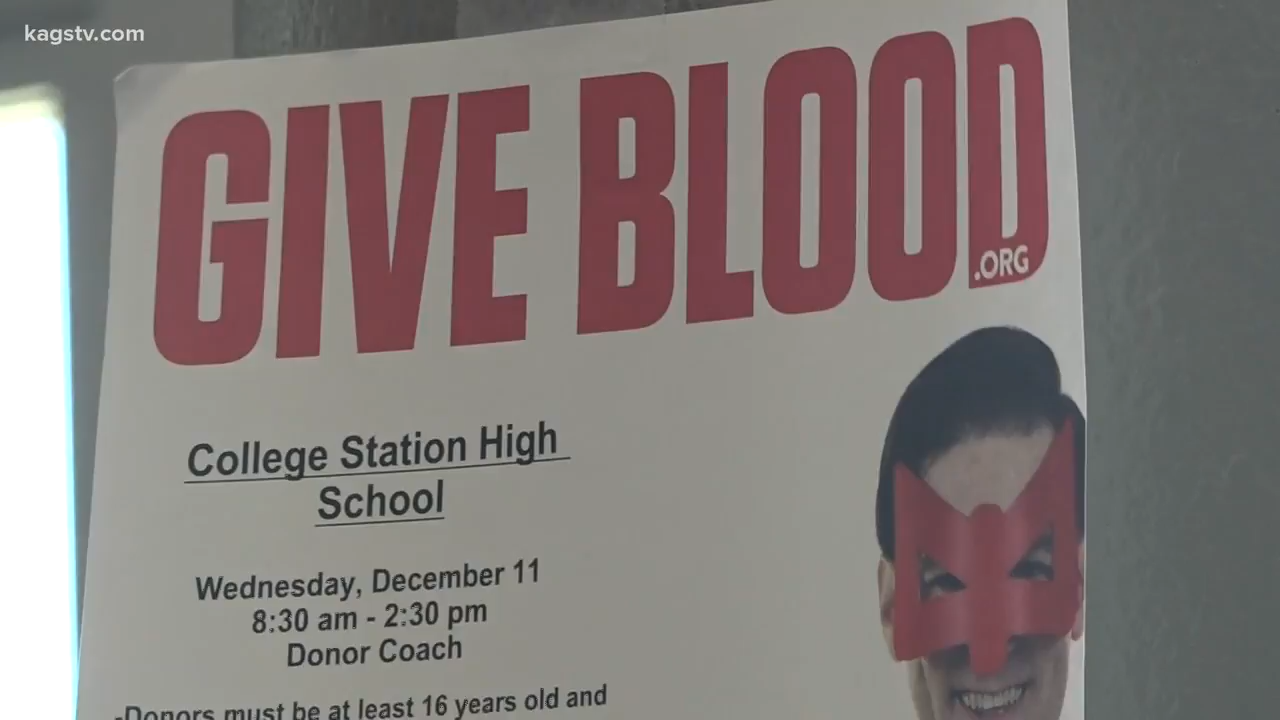 kagstv.com
GIVE BLOOD
.ORG
College Station High
School
Wednesday, December 11
8:30 am - 2:30 pm
Donor Coach
-Donors must be at least 16 years old and